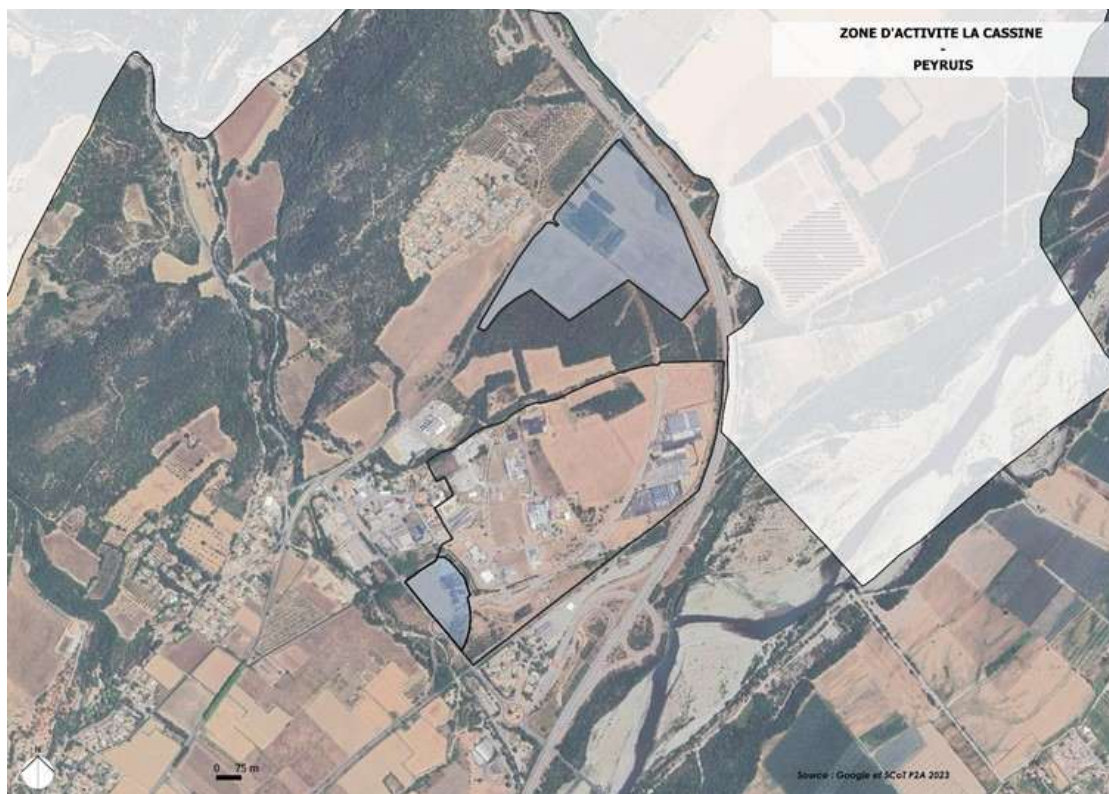 ZONE D'ACTIVITE LA CASSINE
-
PEYRUIS
N
0 75 m
Source : Google et SCoT P2A 2023